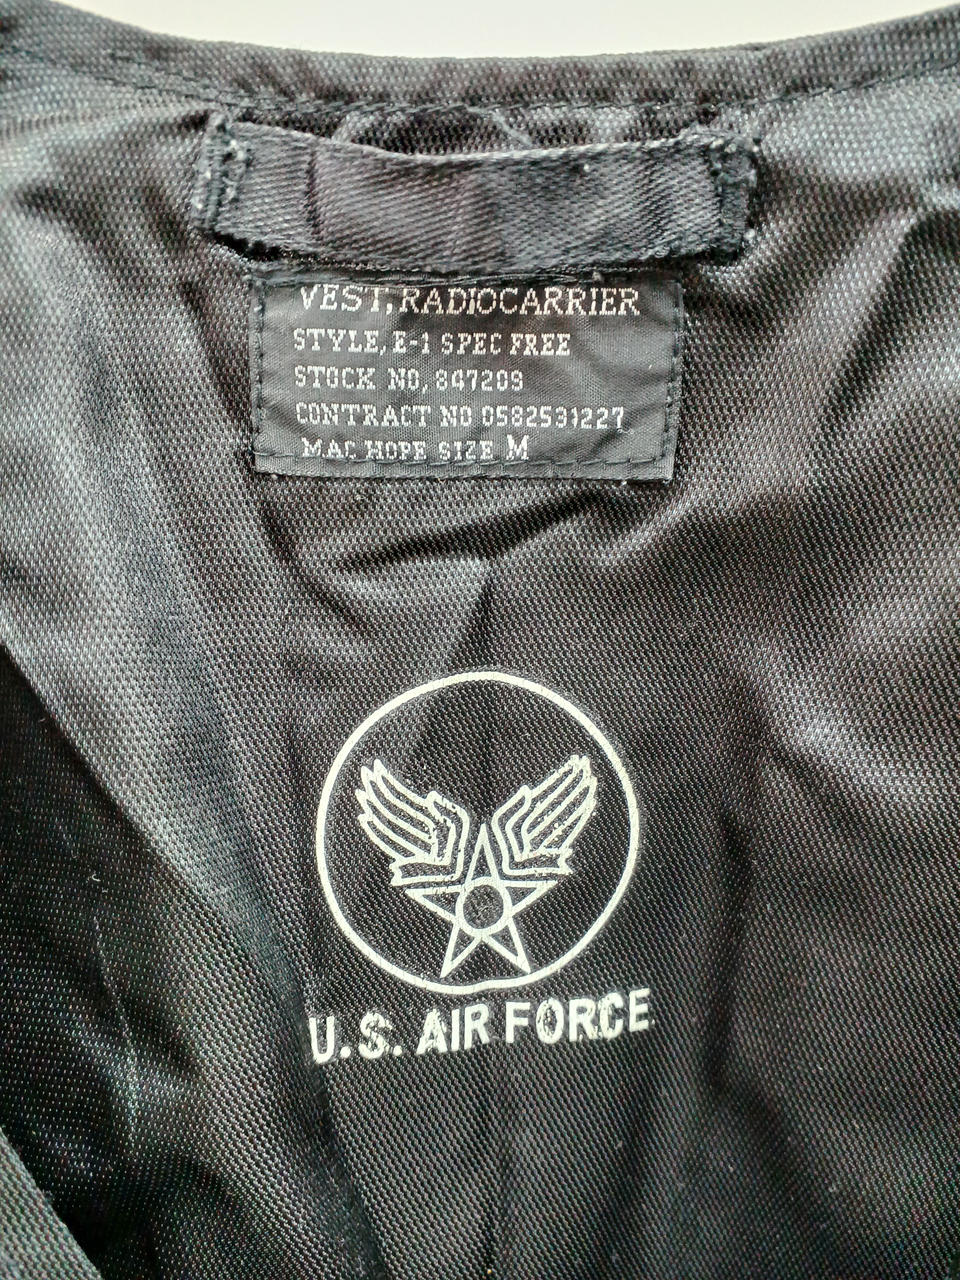 VEST,RADIOCARRIER
STYLE, E-1 SPEC FREE
STOCK NO, 847209
CONTRACT NO 0582531227
MAC HOPE SIZE M
U.S. AIR FORCE